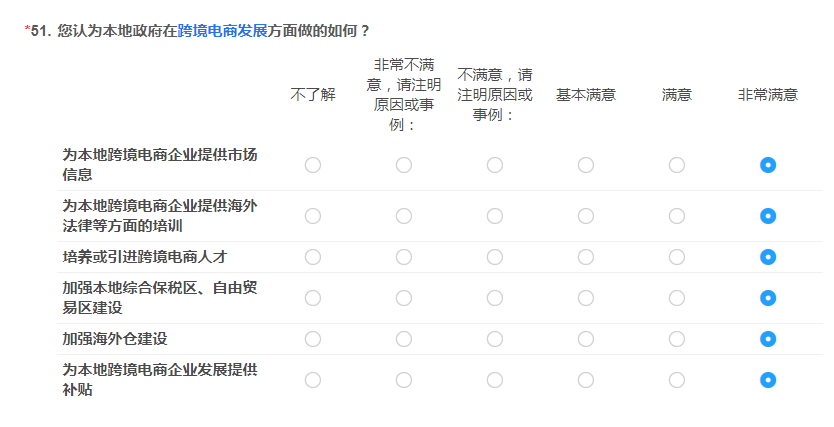 *51. 您认为本地政府在跨境电商发展方面做的如何？
不了解
非常不满
意，请注明
原因或事
例：
不满意，请
注明原因或
事例：
基本满意
满意
非常满意
为本地跨境电商企业提供市场
信息
为本地跨境电商企业提供海外
法律等方面的培训
培养或引进跨境电商人才
加强本地综合保税区、自由贸
易区建设
加强海外仓建设
为本地跨境电商企业发展提供
补贴